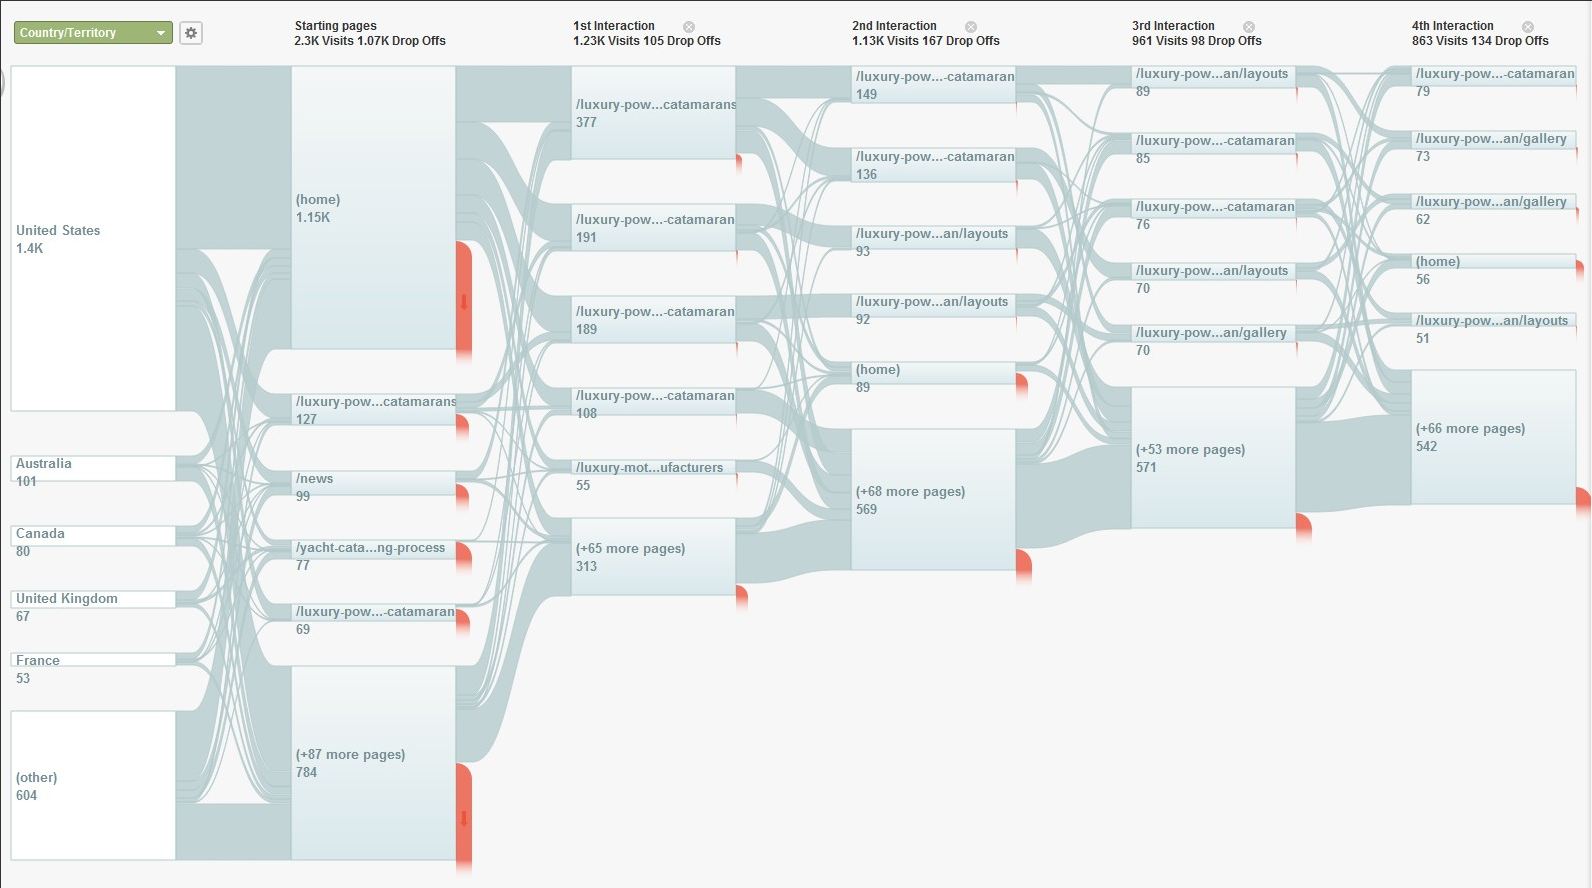 Country/Territory
Starting pages
2.3K Visits 1.07K Drop Offs
1st Interaction
1.23K Visits 105 Drop Offs
2nd Interaction
1.13K Visits 167 Drop Offs
3rd Interaction
961 Visits 98 Drop Offs
4th Interaction
863 Visits 134 Drop Offs
United States
1.4K
Australia
101
Canada
80
United Kingdom
67
France
53
(other)
604
(home)
1.15K
/luxury-pow...catamarans
127
/news
99
/yacht-cata...ng-process
77
/luxury-pow...-catamaran
69
(+87 more pages)
784
/luxury-pow...catamarans
377
/luxury-pow...-catamaran
191
/luxury-pow...-catamaran
189
/luxury-pow...-catamaran
108
/luxury-mot...ufacturers
55
(+65 more pages)
313
/luxury-pow...-catamaran
149
/luxury-pow...-catamaran
136
/luxury-pow...an/layouts
93
/luxury-pow...an/layouts
92
(home)
89
(+68 more pages)
569
/luxury-pow...an/layouts
89
/luxury-pow...-catamaran
85
/luxury-pow...-catamaran
76
/luxury-pow...an/layouts
70
/luxury-pow...an/gallery
70
(+53 more pages)
571
/luxury-pow...-catamaran
79
/luxury-pow...an/gallery
73
/luxury-pow...an/gallery
62
(home)
56
/luxury-pow...an/layouts
51
(+66 more pages)
542